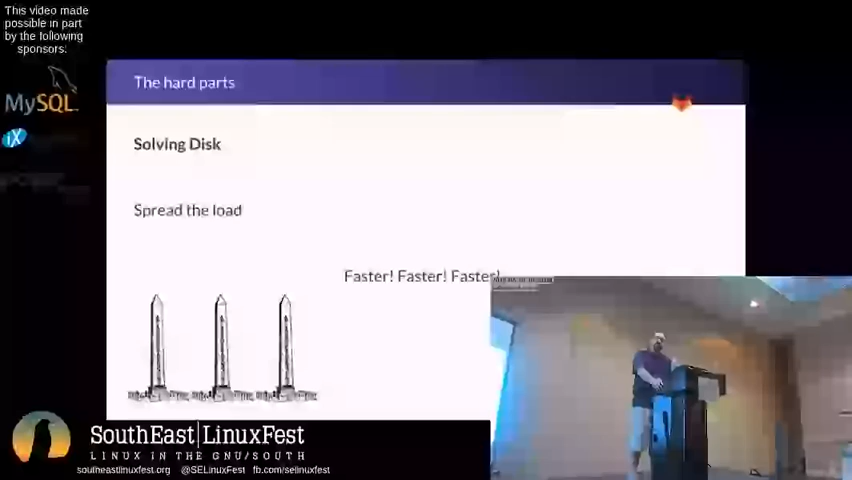 This video made
possible in part
by the following
sponsors:
MySQL
iX
The hard parts
Solving Disk
Spread the load
Faster! Faster! Faster!
SouthEast|LinuxFest
LINUX IN THE GNU/SOUTH
southeastlinuxfest.org @SELinuxFest fb.com/selinuxfest